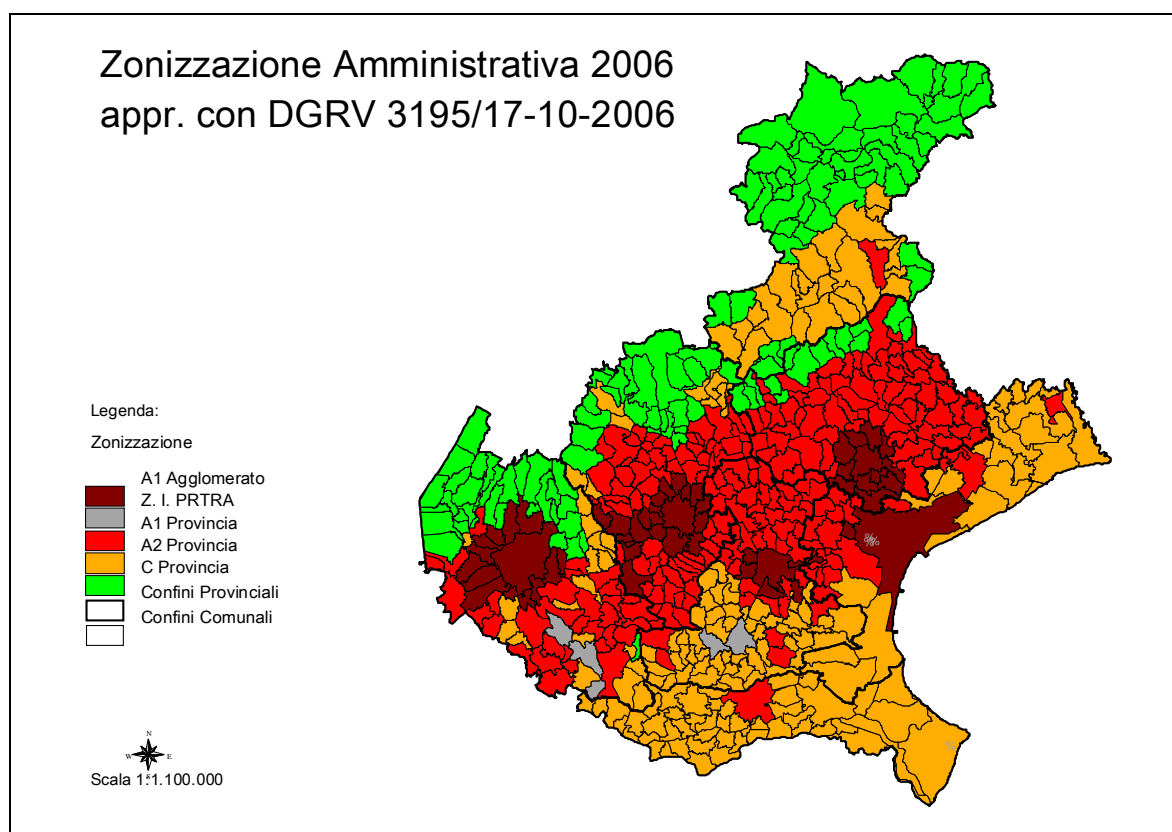 Zonizzazione Amministrativa 2006
appr. con DGRV 3195/17-10-2006
Legenda:
Zonizzazione
A1 Agglomerato
Z. I. PRTRA
A1 Provincia
A2 Provincia
C Provincia
Confini Provinciali
Confini Comunali
N
W E
Scala 1:1.100.000